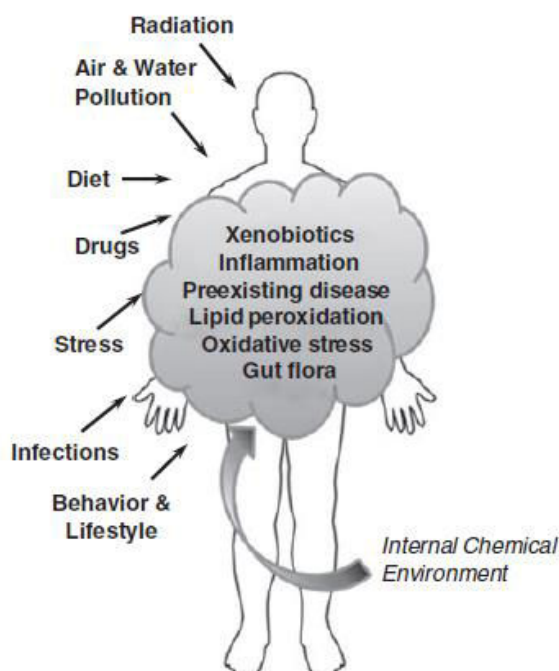 Radiation
Air & Water
Pollution
Diet
Drugs
Stress
Infections
Behavior &
Lifestyle
Xenobiotics
Inflammation
Preexisting disease
Lipid peroxidation
Oxidative stress
Gut flora
Internal Chemical
Environment